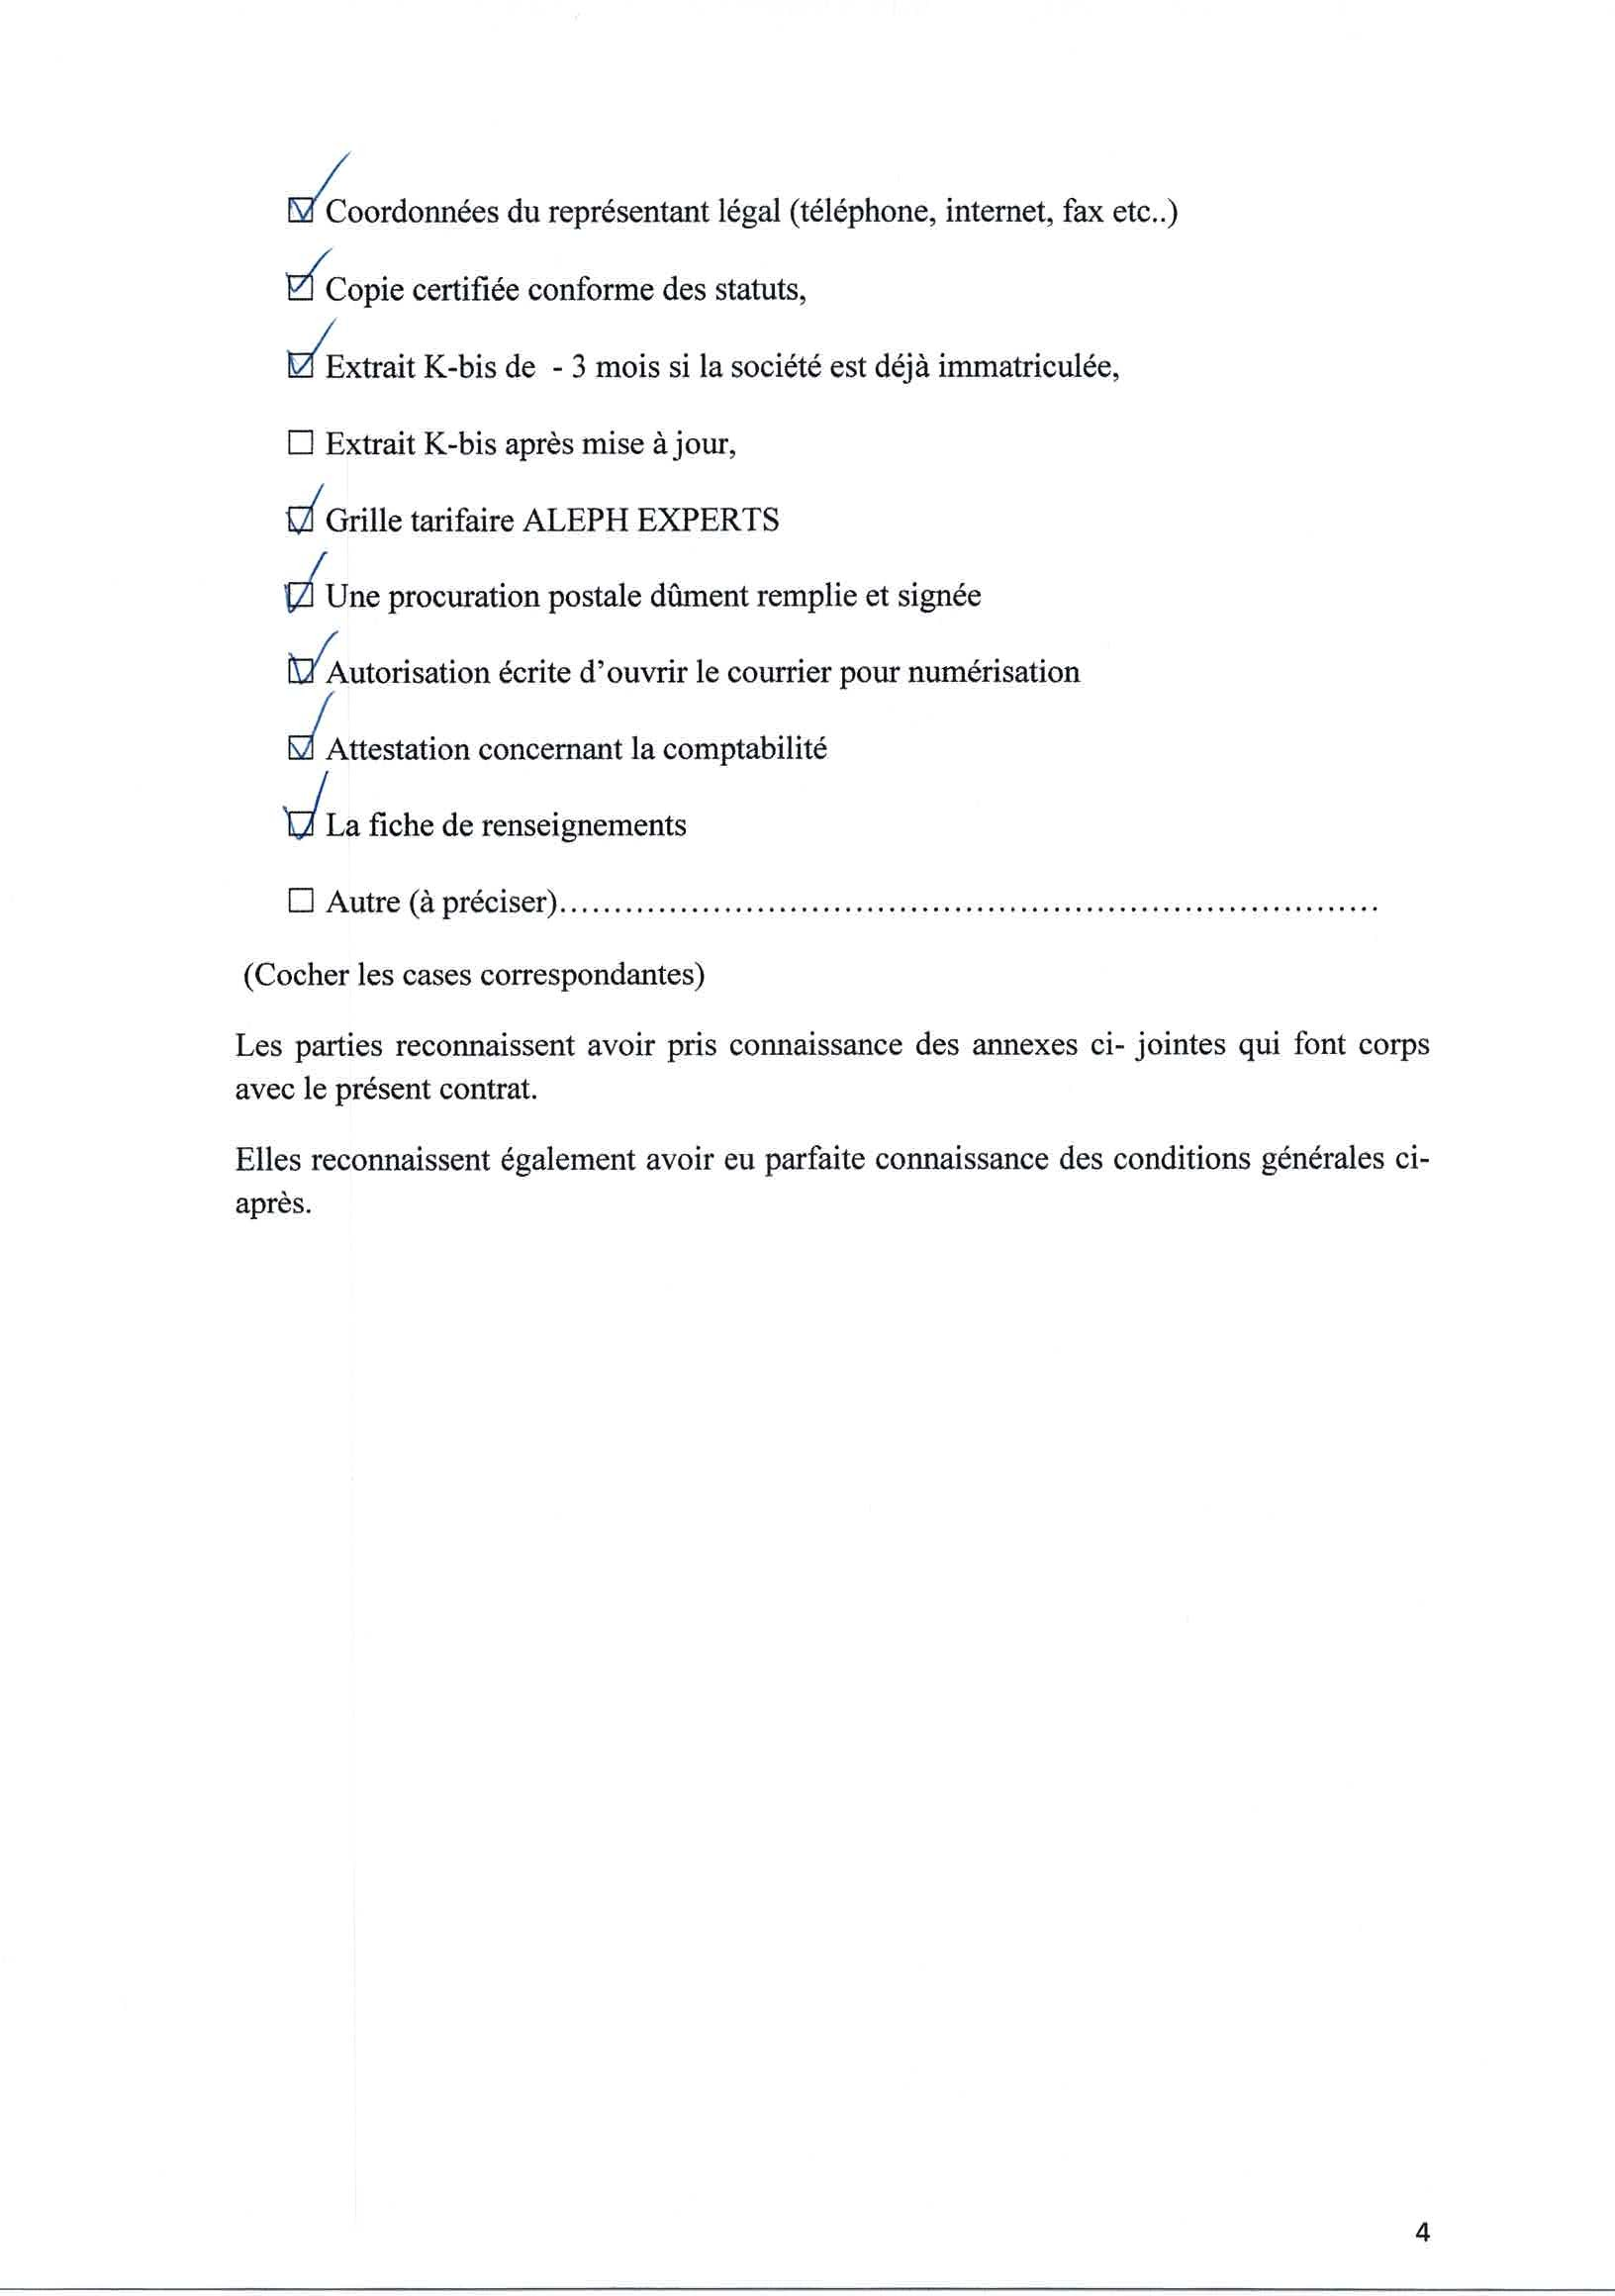 ☑ Coordonnées du représentant légal (téléphone, internet, fax etc..)
☑ Copie certifiée conforme des statuts,
☑ Extrait K-bis de - 3 mois si la société est déjà immatriculée,
☐ Extrait K-bis après mise à jour,
☑ Grille tarifaire ALEPH EXPERTS
☑ Une procuration postale dûment remplie et signée
☑ Autorisation écrite d’ouvrir le courrier pour numérisation
☑ Attestation concernant la comptabilité
☑ La fiche de renseignements
☐ Autre (à préciser)...........................................................................
(Cocher les cases correspondantes)
Les parties reconnaissent avoir pris connaissance des annexes ci- jointes qui font corps
avec le présent contrat.
Elles reconnaissent également avoir eu parfaite connaissance des conditions générales ci-
après.
4